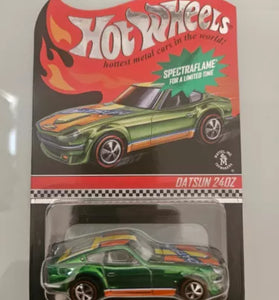 Hot Wheels
hottest metal cars in the world!
SPECTRAFLAME®
FOR A LIMITED TIME
DATSUN 240Z